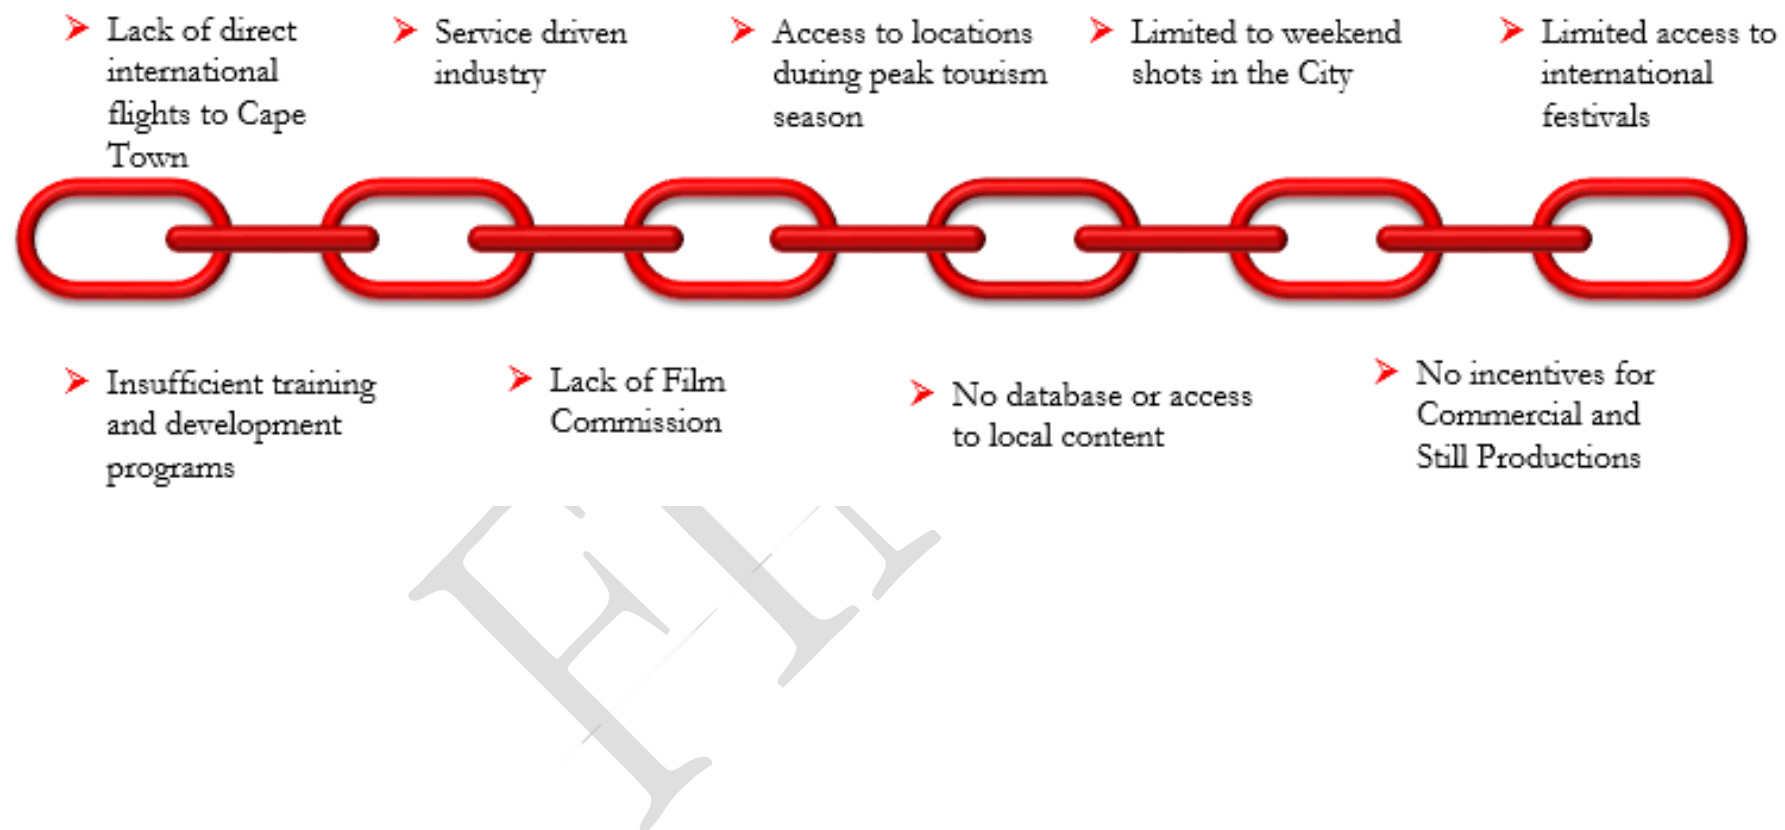 Lack of direct
international
flights to Cape
Town
Service driven
industry
Access to locations
during peak tourism
season
Limited to weekend
shots in the City
Limited access to
international
festivals
Insufficient training
and development
programs
Lack of Film
Commission
No database or access
to local content
No incentives for
Commercial and
Still Productions